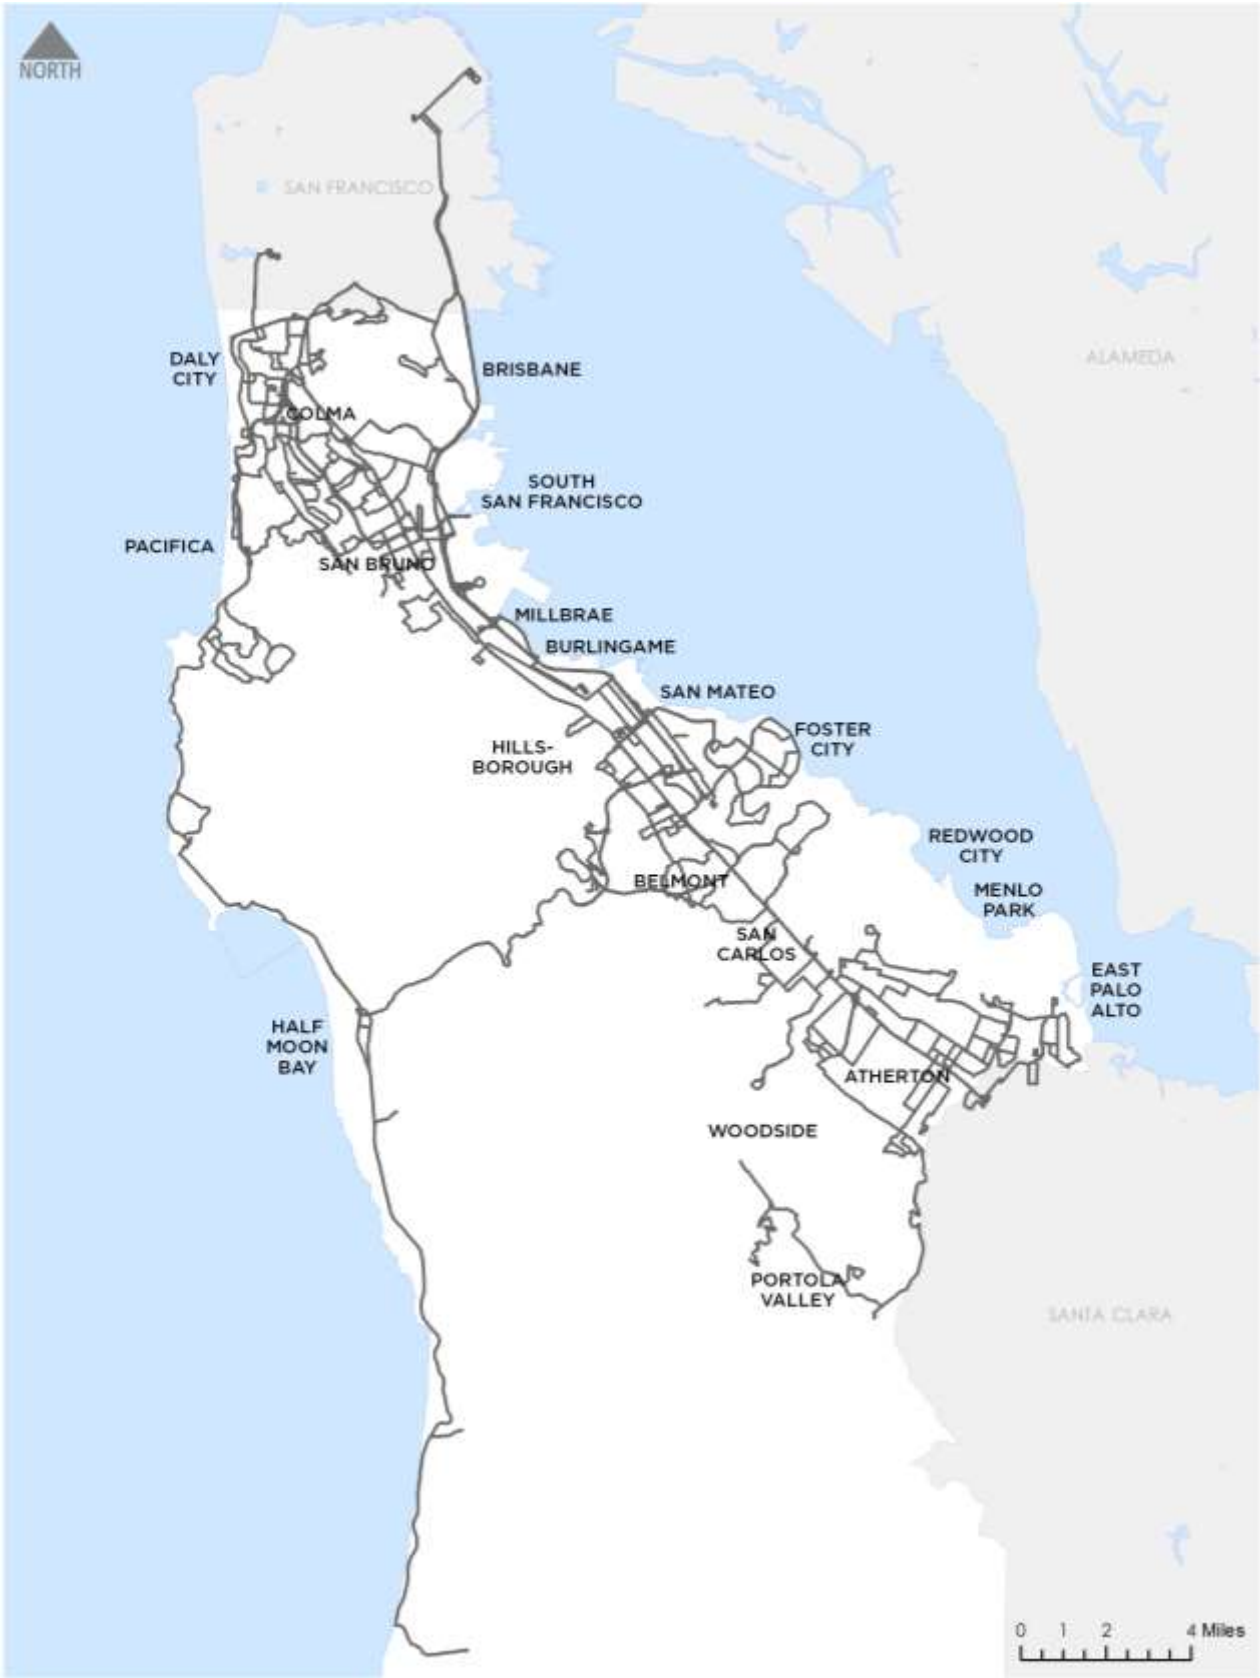 NORTH
SAN FRANCISCO
ALAMEDA
DALY
CITY
BRISBANE
COLMA
SOUTH
SAN FRANCISCO
PACIFICA
SAN BRUNO
MILLBRAE
BURLINGAME
SAN MATEO
FOSTER
CITY
HILLS-
BOROUGH
REDWOOD
CITY
BELMONT
MENLO
PARK
SAN
CARLOS
EAST
PALO
ALTO
HALF
MOON
BAY
ATHERTON
WOODSIDE
PORTOLA
VALLEY
SANTA CLARA
0 1 2 4 Miles